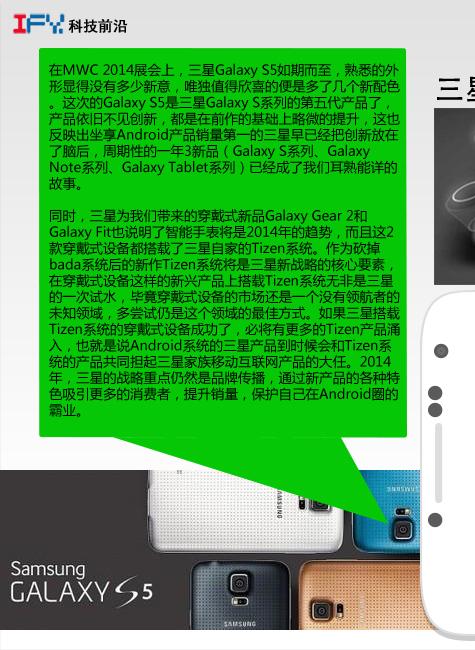 IFY 科技前沿
在MWC 2014展会上，三星Galaxy S5如期而至，熟悉的外
形显得没有多少新意，唯独值得欣喜的便是多了几个新配色
。这次的Galaxy S5是三星Galaxy S系列的第五代产品了，
产品依旧不见创新，都是在前作的基础上略微的提升，这也
反映出坐享Android产品销量第一的三星早已经把创新放在
了脑后，周期性的一年3新品（Galaxy S系列、Galaxy
Note系列、Galaxy Tablet系列）已经成了我们耳熟能详的
故事。
同时，三星为我们带来的穿戴式新品Galaxy Gear 2和
Galaxy Fit也说明了智能手表将是2014年的趋势，而且这2
款穿戴式设备都搭载了三星自家的Tizen系统。作为砍掉
bada系统后的新作Tizen系统将是三星新战略的核心要素，
在穿戴式设备这样的新兴产品上搭载Tizen系统无非是三星
的一次试水，毕竟穿戴式设备的市场还是一个没有领航者的
未知领域，多尝试仍是这个领域的最佳方式。如果三星搭载
Tizen系统的穿戴式设备成功了，必将有更多的Tizen产品涌
入，也就是说Android系统的三星产品到时候会和Tizen系
统的产品共同担起三星家族移动互联网产品的大任。2014
年，三星的战略重点仍然是品牌传播，通过新产品的各种特
色吸引更多的消费者，提升销量，保护自己在Android圈的
霸业。
三星
SAMSUNG
SAMSUNG
Samsung
GALAXY S5
SAMSUNG
SAMSUNG